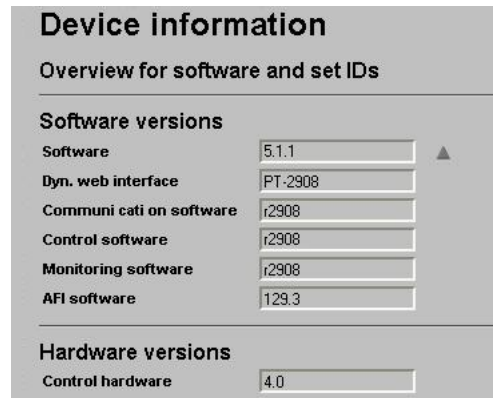 Device information
Overview for software and set IDs
Software versions
Software 5.1.1
Dyn. web interface PT-2908
Communi cati on software r2908
Control software r2908
Monitoring software r2908
AFI software 129.3
Hardware versions
Control hardware 4.0